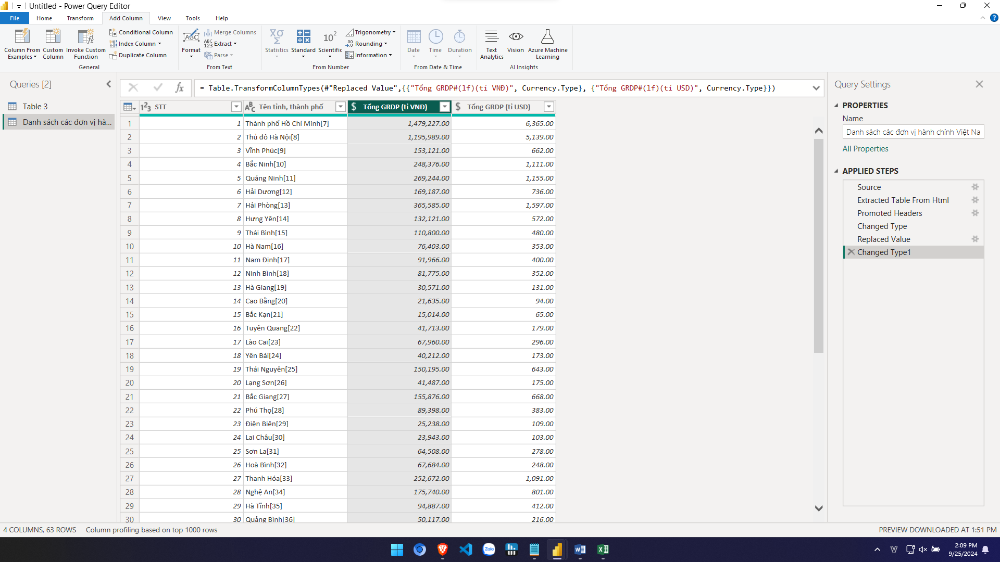 Untitled - Power Query Editor
File Home Transform Add Column View Tools Help
Column From Examples
Custom Column
Invoke Custom Function
Conditional Column
Index Column
Duplicate Column
General
Format
Merge Columns
Extract
Parse
From Text
Statistics
Standard
Scientific
Trigonometry
Rounding
Information
From Number
Date
Time
Duration
From Date & Time
Text Analytics
Vision
Azure Machine Learning
AI Insights
Queries [2]
Table 3
Danh sách các đơn vị hà...
= Table.TransformColumnTypes(#"Replaced Value",{{"Tổng GRDP#(lf)(tỉ VNĐ)", Currency.Type}, {"Tổng GRDP#(lf)(tỉ USD)", Currency.Type}})
STT Tên tỉnh, thành phố Tổng GRDP (tỉ VNĐ) Tổng GRDP (tỉ USD)
1 1 Thành phố Hồ Chí Minh[7] 1,479,227.00 6,365.00
2 2 Thủ đô Hà Nội[8] 1,195,989.00 5,139.00
3 3 Vĩnh Phúc[9] 153,121.00 662.00
4 4 Bắc Ninh[10] 248,376.00 1,111.00
5 5 Quảng Ninh[11] 269,244.00 1,155.00
6 6 Hải Dương[12] 169,187.00 736.00
7 7 Hải Phòng[13] 365,585.00 1,597.00
8 8 Hưng Yên[14] 132,121.00 572.00
9 9 Thái Bình[15] 110,800.00 480.00
10 10 Hà Nam[16] 76,403.00 353.00
11 11 Nam Định[17] 91,966.00 400.00
12 12 Ninh Bình[18] 81,775.00 352.00
13 13 Hà Giang[19] 30,571.00 131.00
14 14 Cao Bằng[20] 21,635.00 94.00
15 15 Bắc Kạn[21] 15,014.00 65.00
16 16 Tuyên Quang[22] 41,713.00 179.00
17 17 Lào Cai[23] 67,960.00 296.00
18 18 Yên Bái[24] 40,212.00 173.00
19 19 Thái Nguyên[25] 150,195.00 643.00
20 20 Lạng Sơn[26] 41,487.00 175.00
21 21 Bắc Giang[27] 155,876.00 668.00
22 22 Phú Thọ[28] 89,398.00 383.00
23 23 Điện Biên[29] 25,238.00 109.00
24 24 Lai Châu[30] 23,943.00 103.00
25 25 Sơn La[31] 64,508.00 278.00
26 26 Hoà Bình[32] 67,684.00 248.00
27 27 Thanh Hóa[33] 252,672.00 1,091.00
28 28 Nghệ An[34] 175,740.00 801.00
29 29 Hà Tĩnh[35] 94,887.00 412.00
30 30 Quảng Bình[36] 50,117.00 216.00
Query Settings
PROPERTIES
Name
Danh sách các đơn vị hành chính Việt Na
All Properties
APPLIED STEPS
Source
Extracted Table From Html
Promoted Headers
Changed Type
Replaced Value
Changed Type1
4 COLUMNS, 63 ROWS Column profiling based on top 1000 rows
PREVIEW DOWNLOADED AT 1:51 PM
2:09 PM
9/25/2024